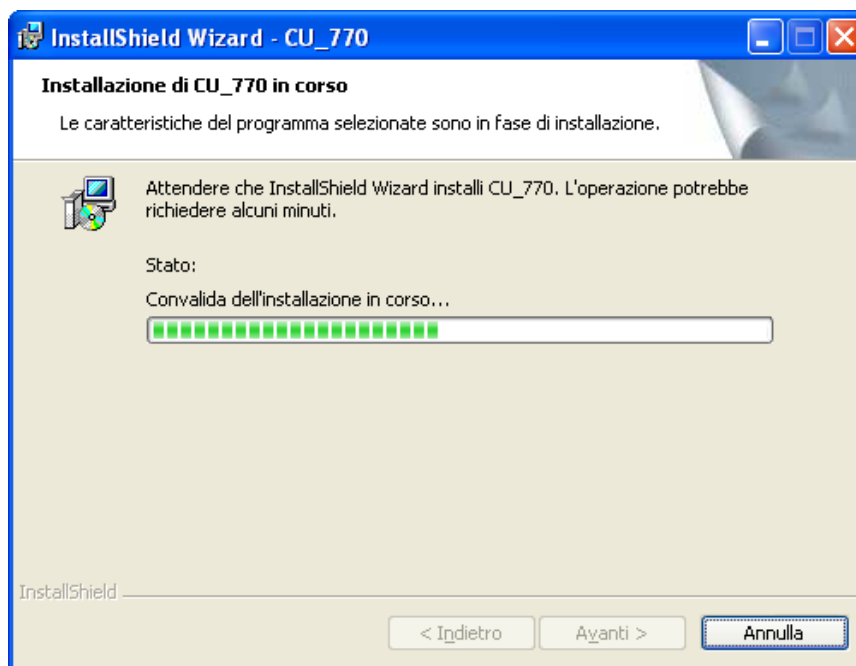 InstallShield Wizard - CU_770
Installazione di CU_770 in corso
Le caratteristiche del programma selezionate sono in fase di installazione.
Attendere che InstallShield Wizard installi CU_770. L'operazione potrebbe
richiedere alcuni minuti.
Stato:
Convalida dell'installazione in corso...
InstallShield
< Indietro
Avanti >
Annulla